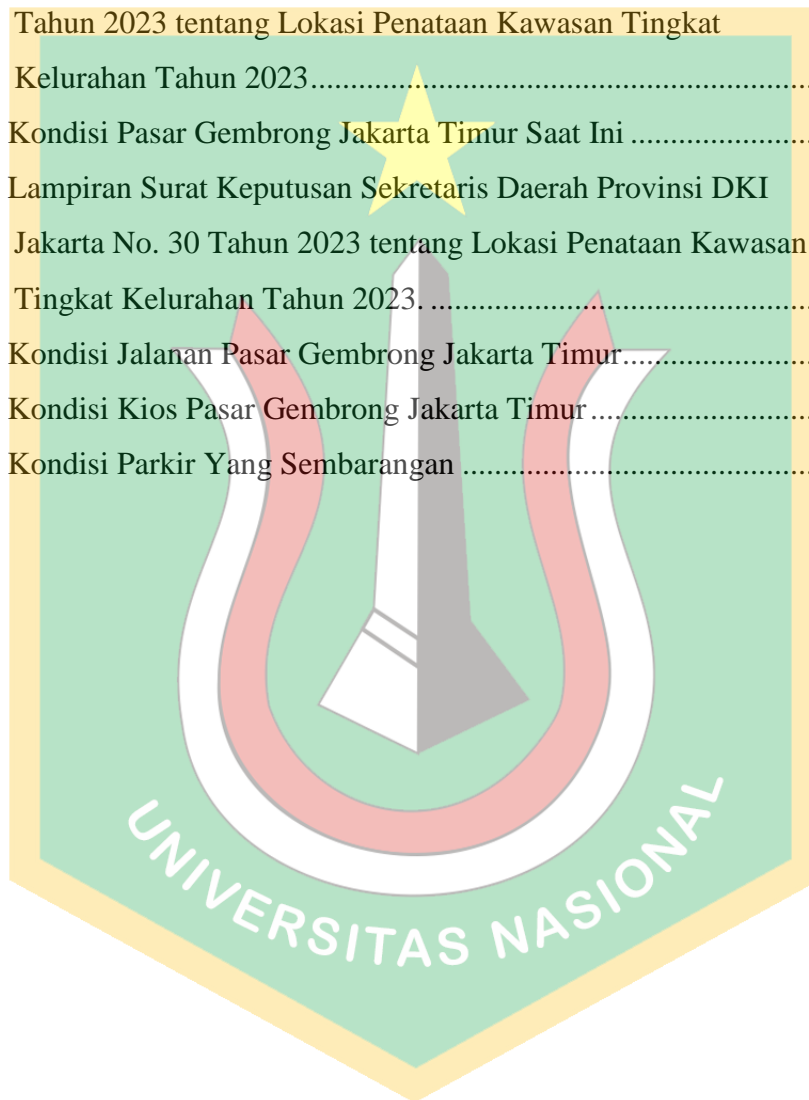 Tahun 2023 tentang Lokasi Penataan Kawasan Tingkat
Kelurahan Tahun 2023...............................................................
Kondisi Pasar Gembrong Jakarta Timur Saat Ini ......................
Lampiran Surat Keputusan Sekretaris Daerah Provinsi DKI
Jakarta No. 30 Tahun 2023 tentang Lokasi Penataan Kawasan
Tingkat Kelurahan Tahun 2023. ...............................................
Kondisi Jalanan Pasar Gembrong Jakarta Timur....................
Kondisi Kios Pasar Gembrong Jakarta Timur...........................
Kondisi Parkir Yang Sembarangan ...........................................
UNIVERSITAS NASIONAL